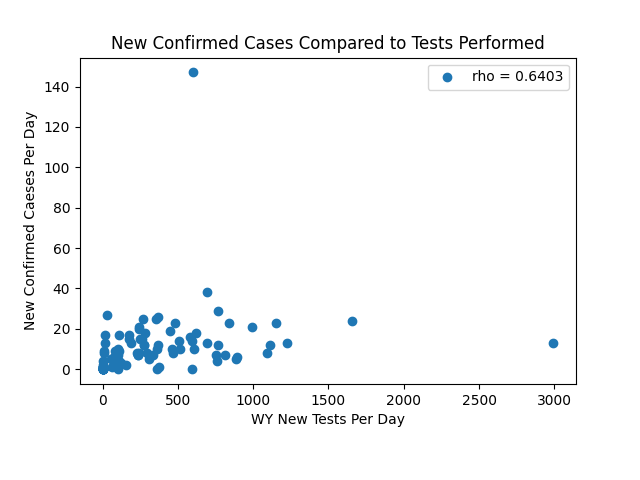 New Confirmed Cases Compared to Tests Performed
rho = 0.6403
New Confirmed Caeses Per Day
140
120
100
80
60
40
20
0
0 500 1000 1500 2000 2500 3000
WY New Tests Per Day